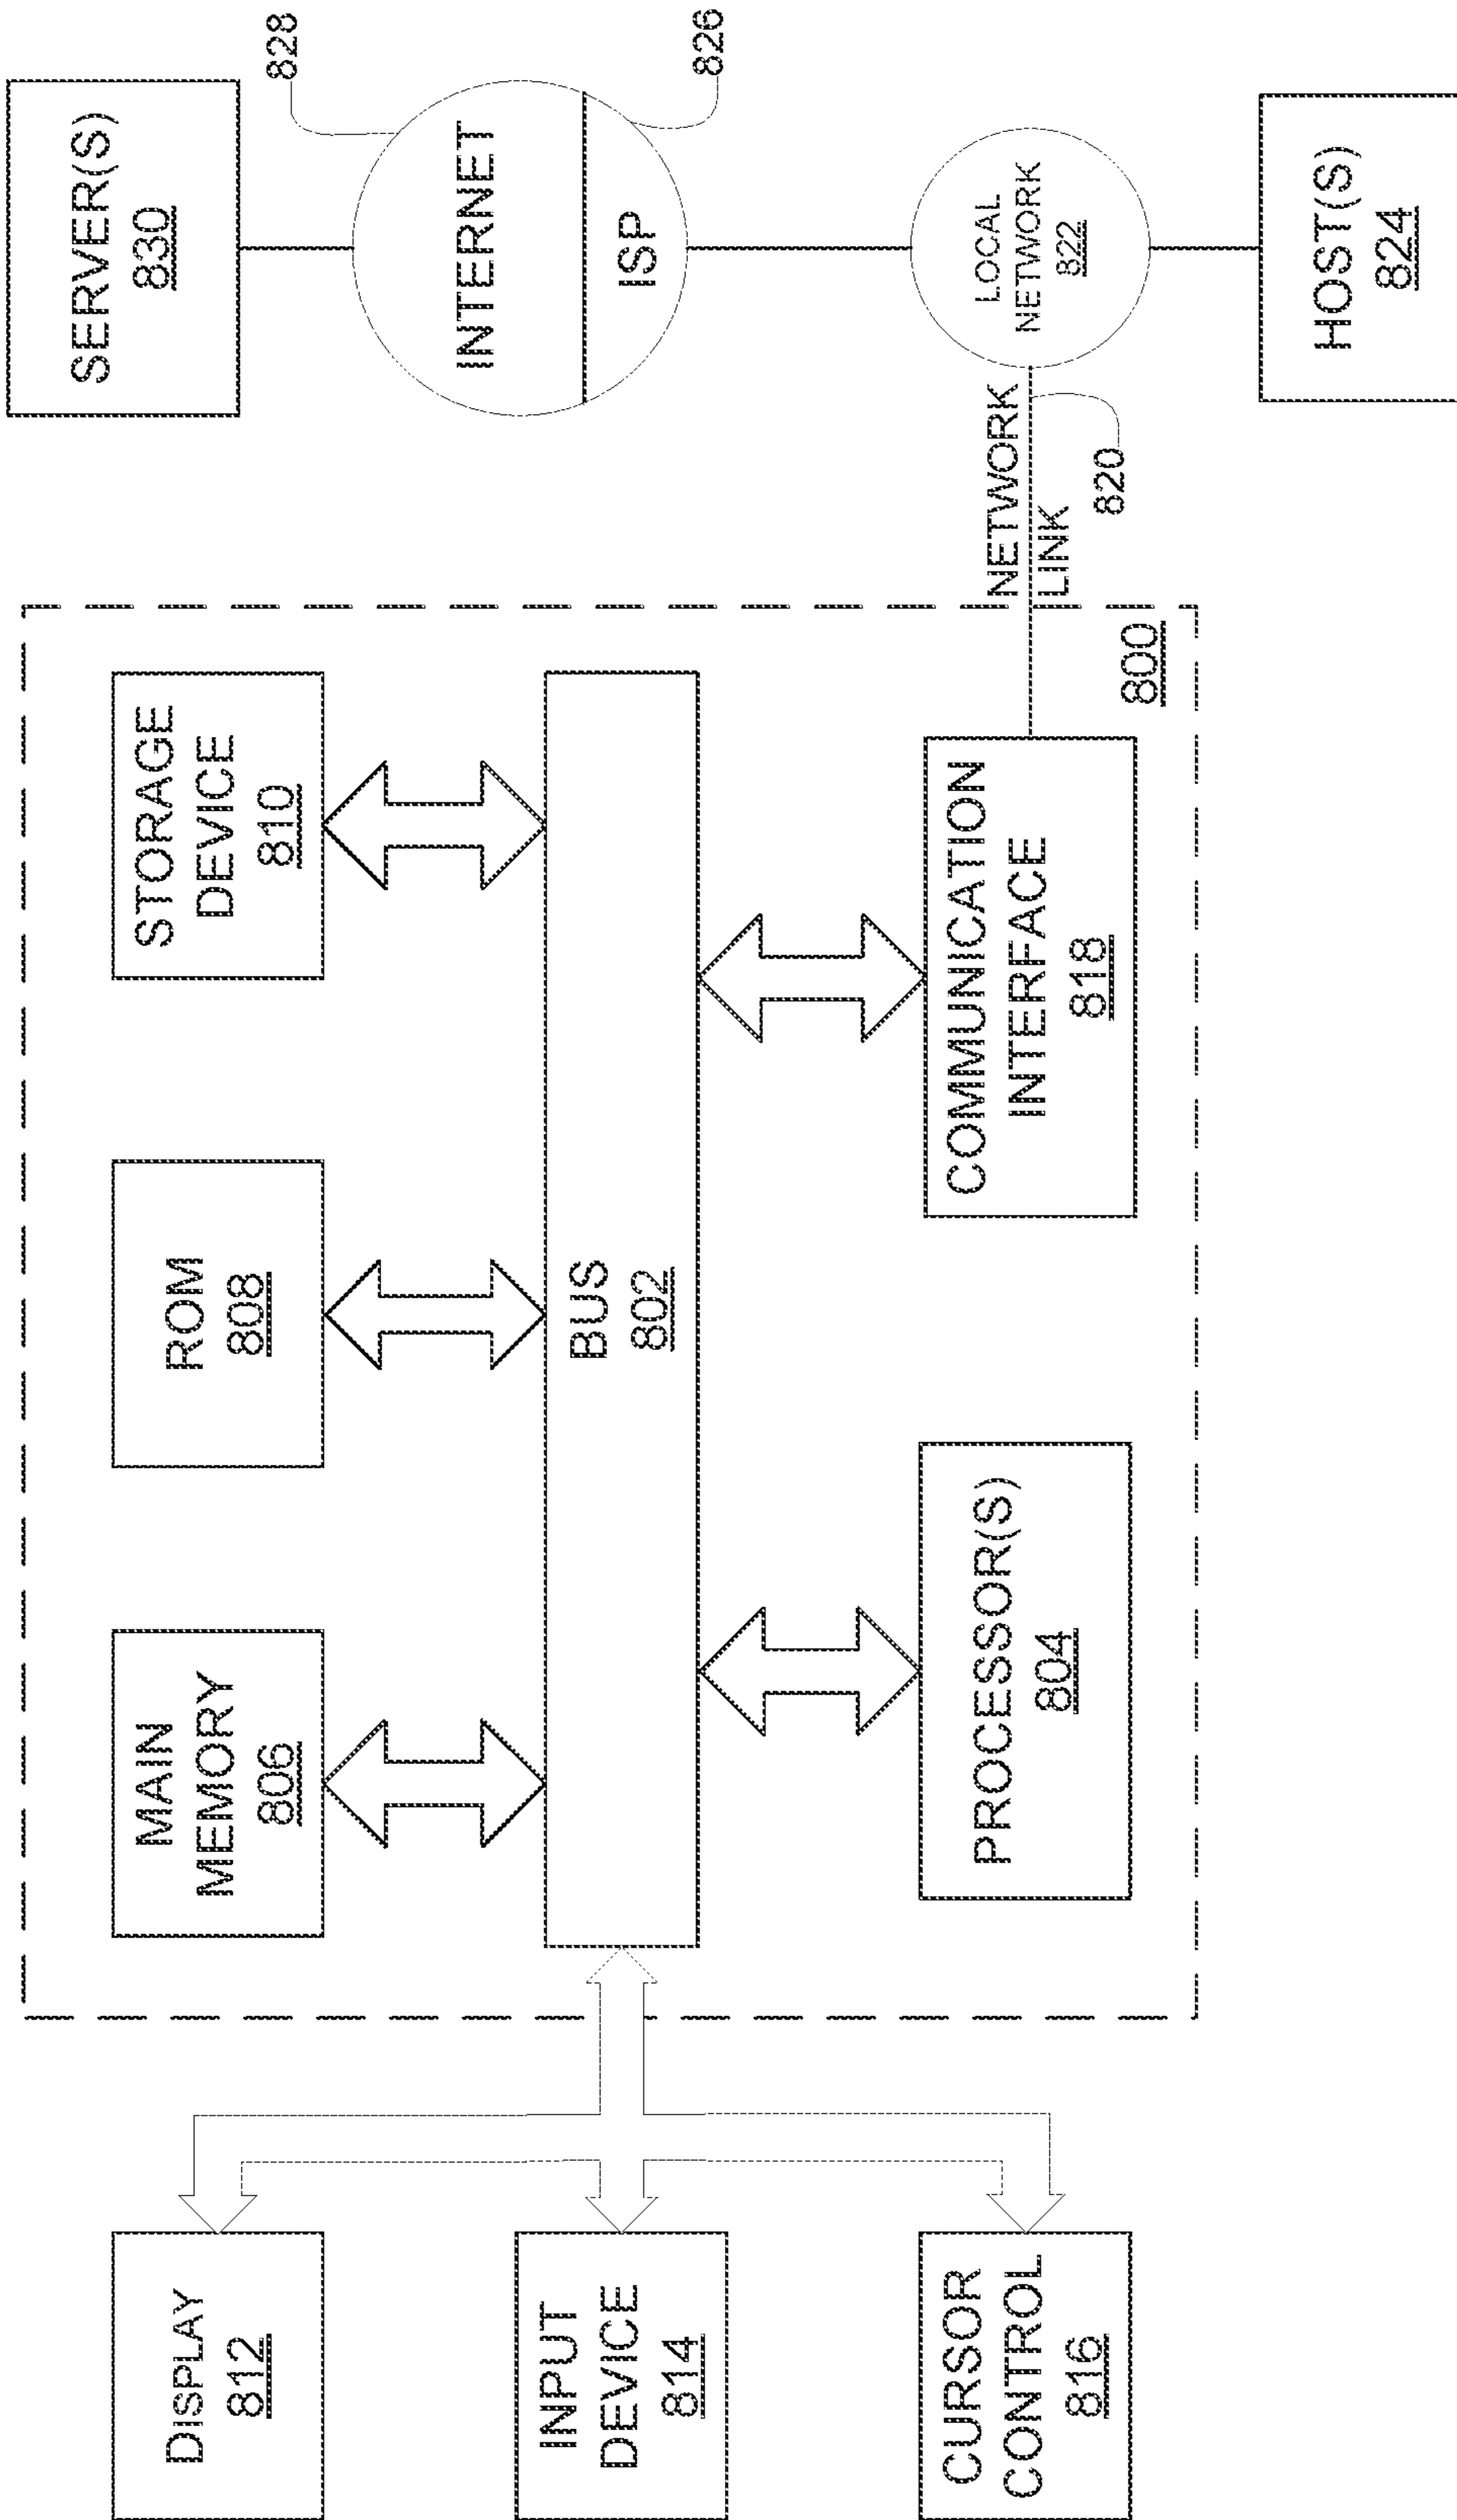 DISPLAY
812
INPUT
DEVICE
814
CURSOR
CONTROL
816
MAIN
MEMORY
806
ROM
808
STORAGE
DEVICE
810
BUS
802
PROCESSOR(S)
804
COMMUNICATION
INTERFACE
818
800
NETWORK
LINK
820
SERVER(S)
830
828
INTERNET
ISP
826
LOCAL
NETWORK
822
HOST(S)
824